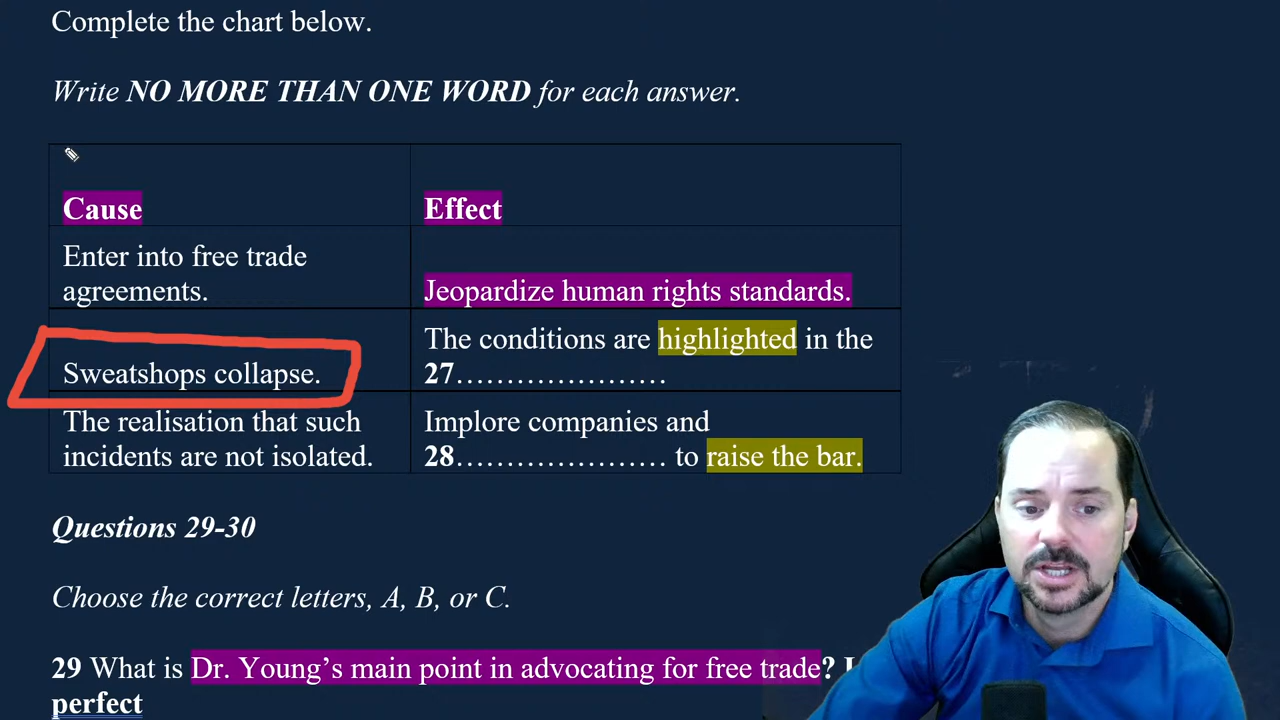 Complete the chart below.
Write NO MORE THAN ONE WORD for each answer.
Cause
Effect
Enter into free trade
agreements.
Jeopardize human rights standards.
Sweatshops collapse.
The conditions are highlighted in the
27…………………
The realisation that such
incidents are not isolated.
Implore companies and
28………………… to raise the bar.
Questions 29-30
Choose the correct letters, A, B, or C.
29 What is Dr. Young’s main point in advocating for free trade?
perfect